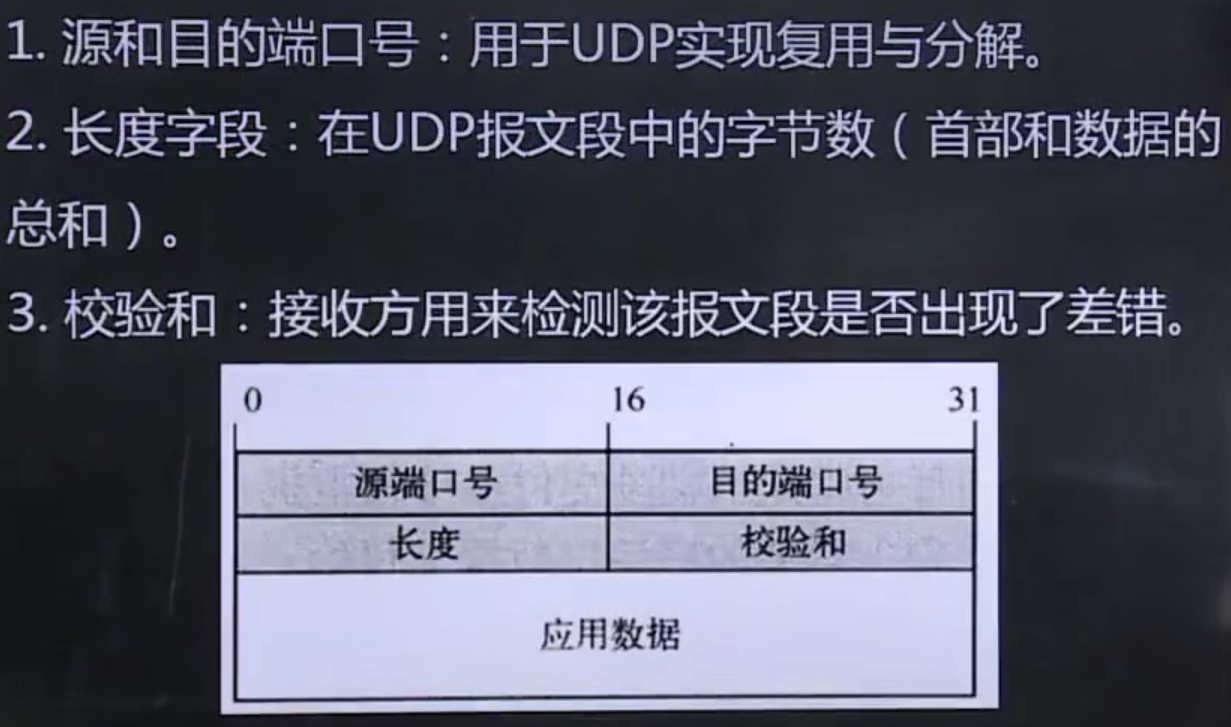 1. 源和目的端口号：用于UDP实现复用与分解。
2. 长度字段：在UDP报文段中的字节数（首部和数据的
总和）。
3. 校验和：接收方用来检测该报文段是否出现了差错。
0 16 31
源端口号 目的端口号
长度 校验和
应用数据